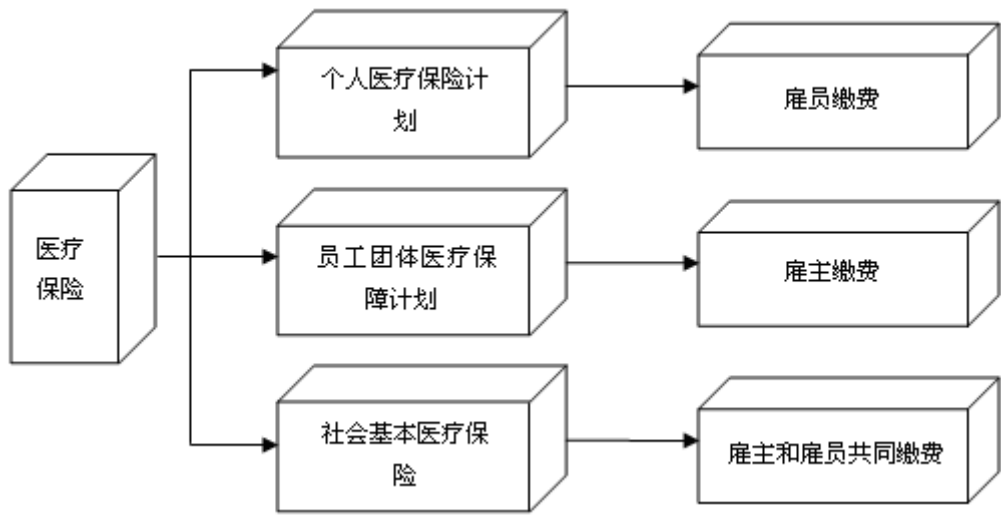 个人医疗保险计
划
雇员缴费
医疗
保险
员工团体医疗保
障计划
雇主缴费
社会基本医疗保
险
雇主和雇员共同缴费